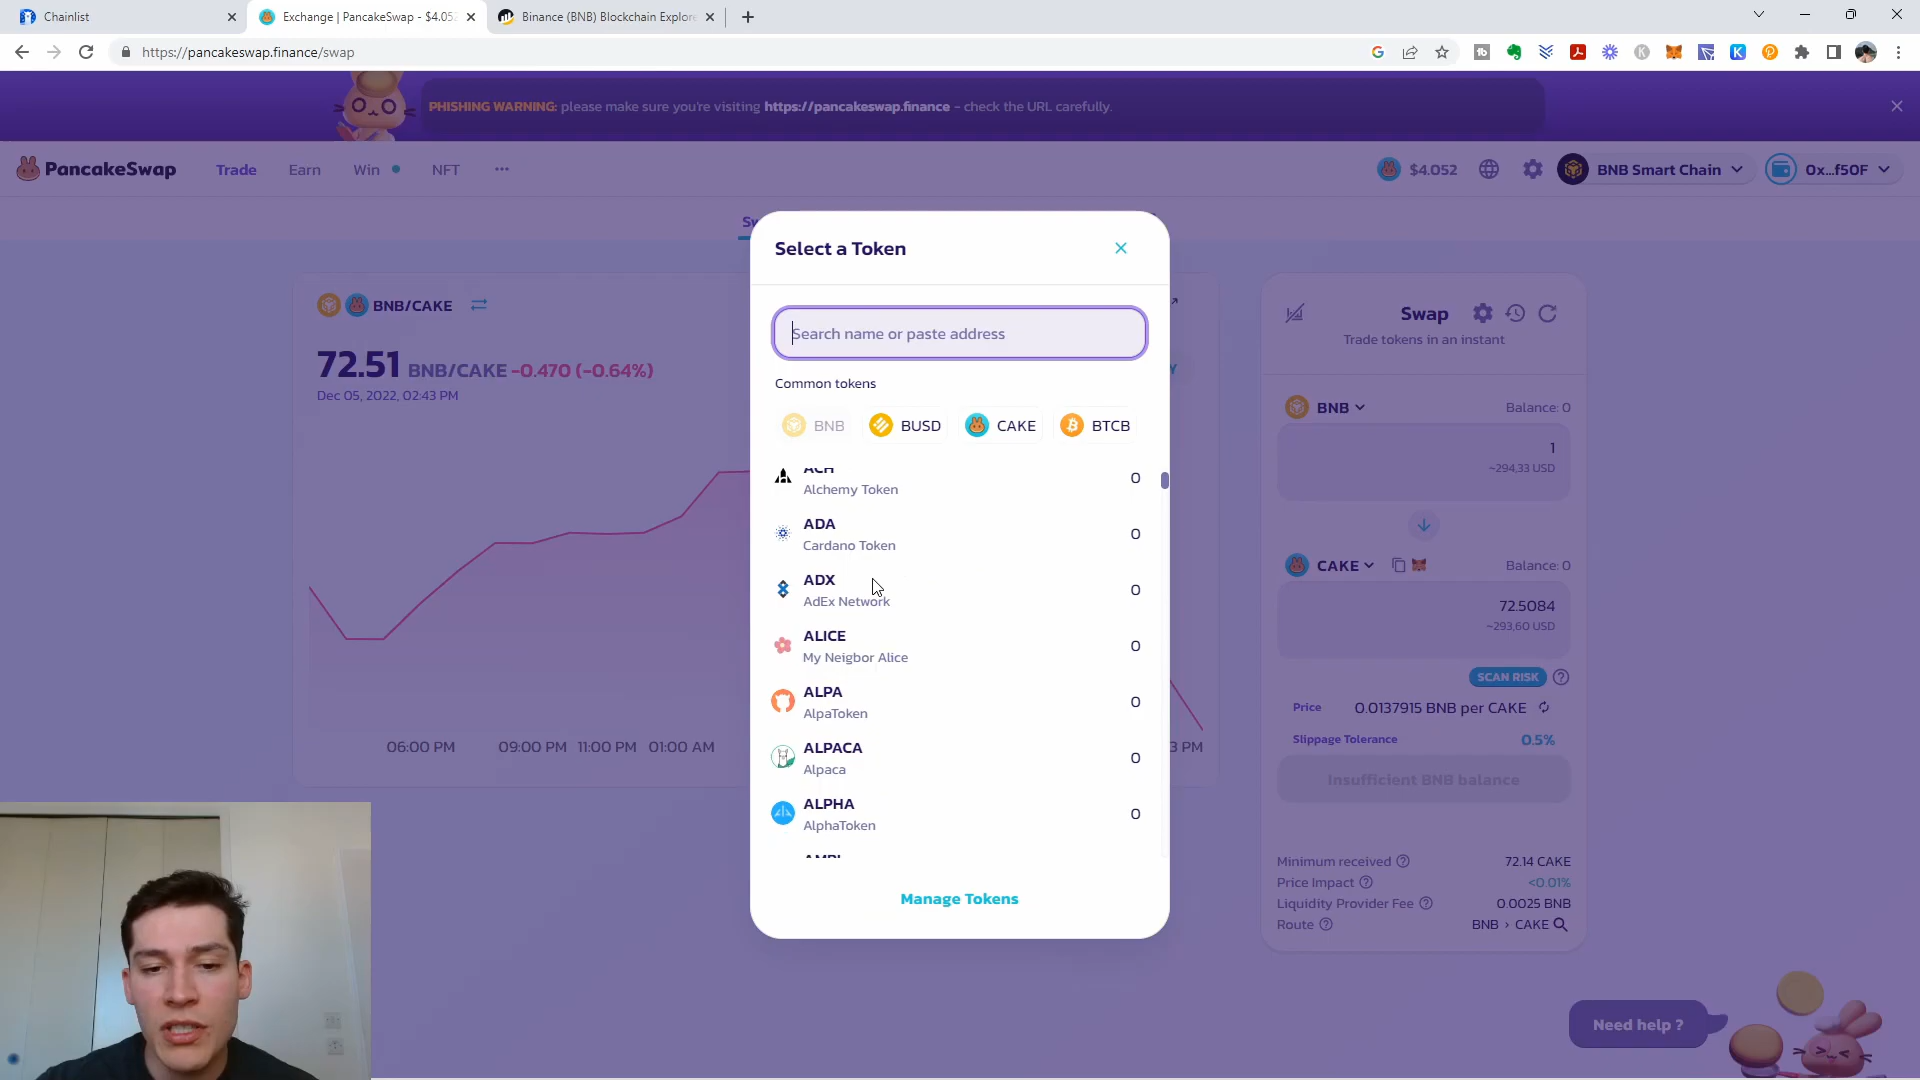 Chainlist
Exchange | PancakeSwap - $4.052
Binance (BNB) Blockchain Explore
https://pancakeswap.finance/swap
PHISHING WARNING: please make sure you're visiting https://pancakeswap.finance - check the URL carefully.
PancakeSwap
Trade
Earn
Win
NFT
$4.052
BNB Smart Chain
0x...f50F
Select a Token
Search name or paste address
Common tokens
BNB
BUSD
CAKE
BTCB
ACH
Alchemy Token
0
ADA
Cardano Token
0
ADX
AdEx Network
0
ALICE
My Neigbor Alice
0
ALPA
AlpaToken
0
ALPACA
Alpaca
0
ALPHA
AlphaToken
0
Manage Tokens
BNB/CAKE
72.51 BNB/CAKE -0.470 (-0.64%)
Dec 05, 2022, 02:43 PM
06:00 PM
09:00 PM
11:00 PM
01:00 AM
3 PM
Swap
Trade tokens in an instant
BNB
Balance: 0
1
~294,33 USD
CAKE
Balance: 0
72.5084
~293,60 USD
SCAN RISK
Price
0.0137915 BNB per CAKE
Slippage Tolerance
0.5%
Insufficient BNB balance
Minimum received
72.14 CAKE
Price Impact
<0.01%
Liquidity Provider Fee
0.0025 BNB
Route
BNB > CAKE
Need help ?